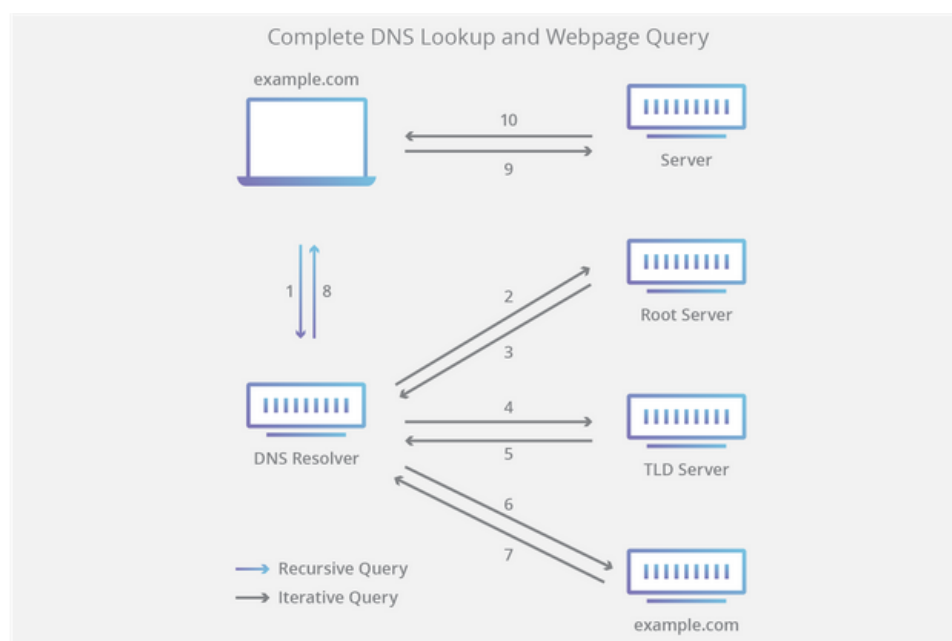 Complete DNS Lookup and Webpage Query
example.com
10
9
Server
1
8
2
3
Root Server
DNS Resolver
4
5
TLD Server
6
7
Recursive Query
Iterative Query
example.com